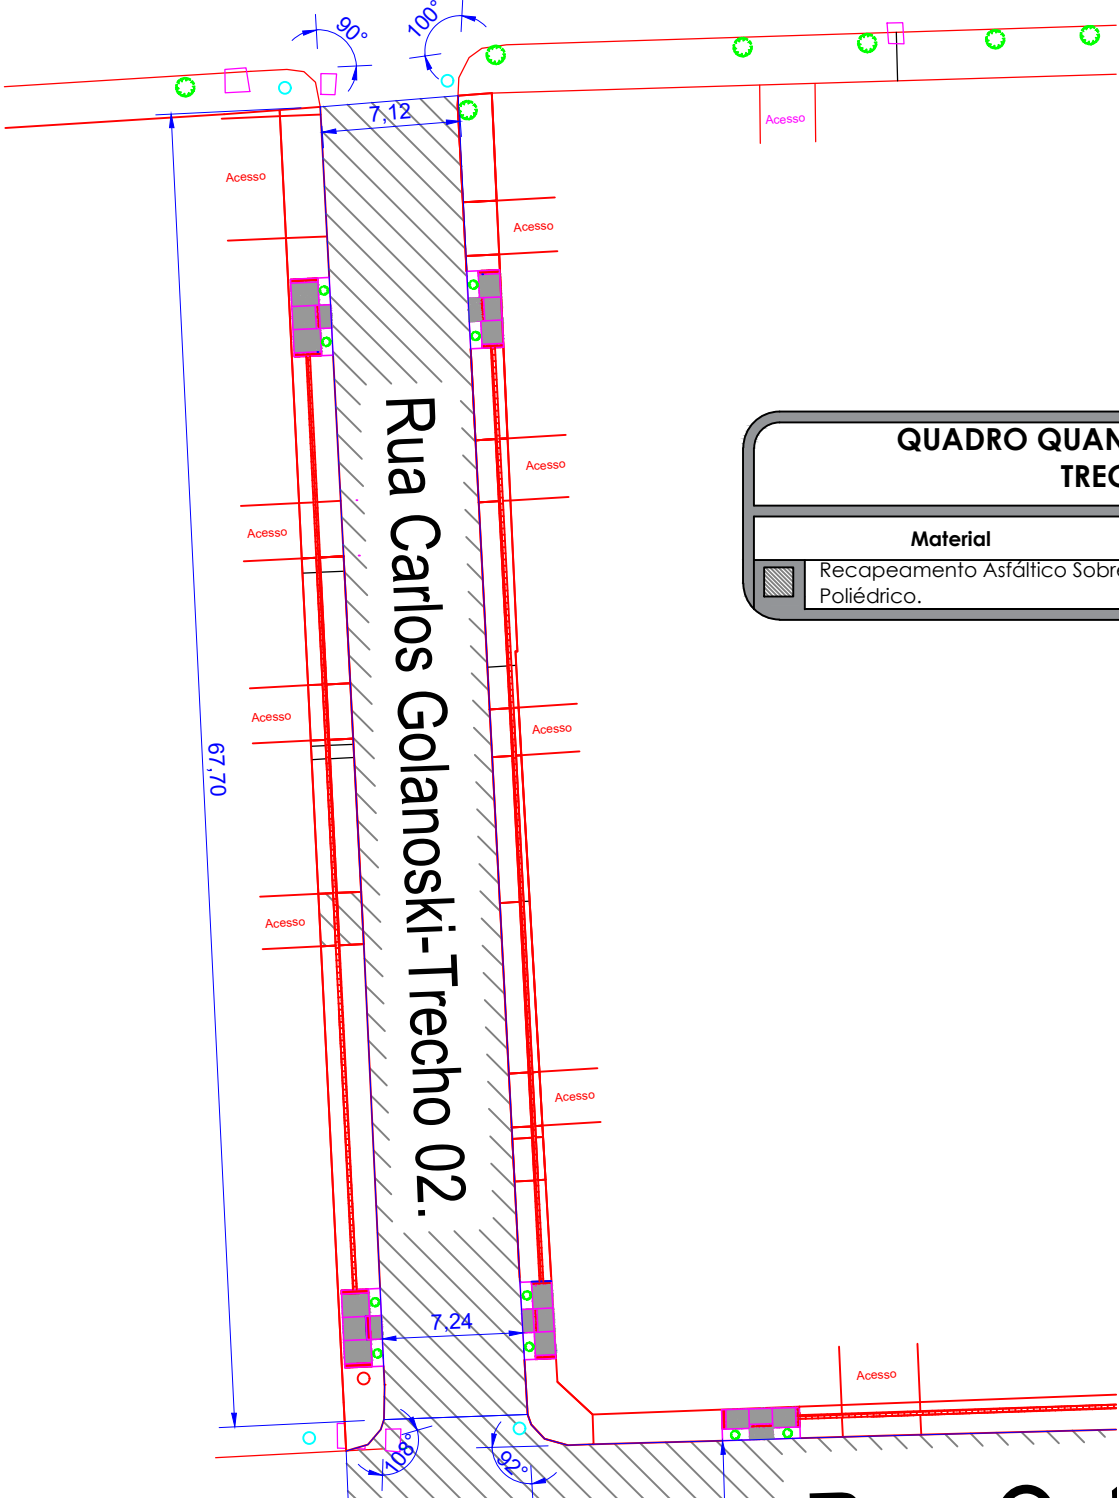 90°
100°
7,12
Acesso
Acesso
Acesso
QUADRO QUAN
TREC
Material
Recapeamento Asfáltico Sobre
Poliédrico.
Acesso
Acesso
Acesso
Acesso
67,70
Rua Carlos Golanoski-Trecho 02.
Acesso
Acesso
7,24
Acesso
108°
92°